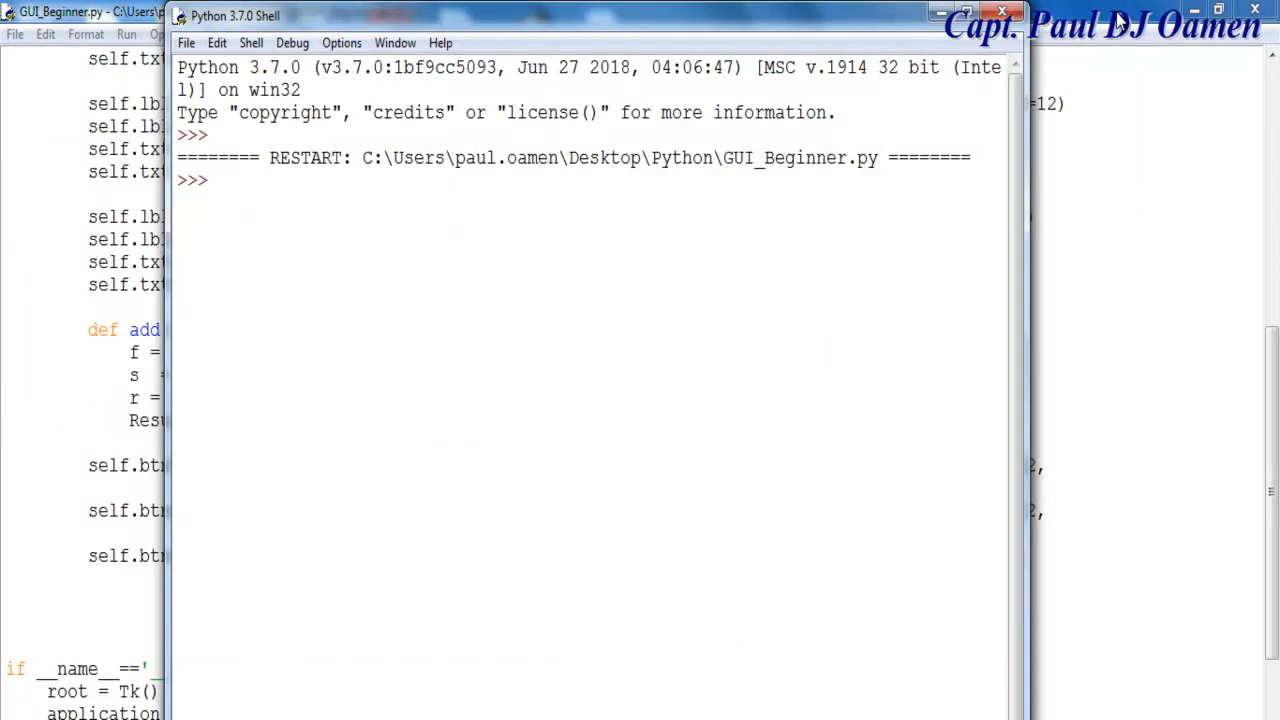 GUI_Beginner.py - C:\Users\p
Python 3.7.0 Shell
Capt. Paul DJ Oamen
File Edit Format Run Op
File Edit Shell Debug Options Window Help
Python 3.7.0 (v3.7.0:1bf9cc5093, Jun 27 2018, 04:06:47) [MSC v.1914 32 bit (Inte
l)] on win32
Type "copyright", "credits" or "license()" for more information.
>>>
======== RESTART: C:\Users\paul.oamen\Desktop\Python\GUI_Beginner.py ========
>>>
self.txt
self.lbl =12)
self.lbl
self.txt
self.txt
self.lbl
self.lbl
self.txt
self.txt
def add
f =
s =
r =
Resu
self.btn 2,
self.btn 2,
self.btn
if __name__=='_
root = Tk()
application